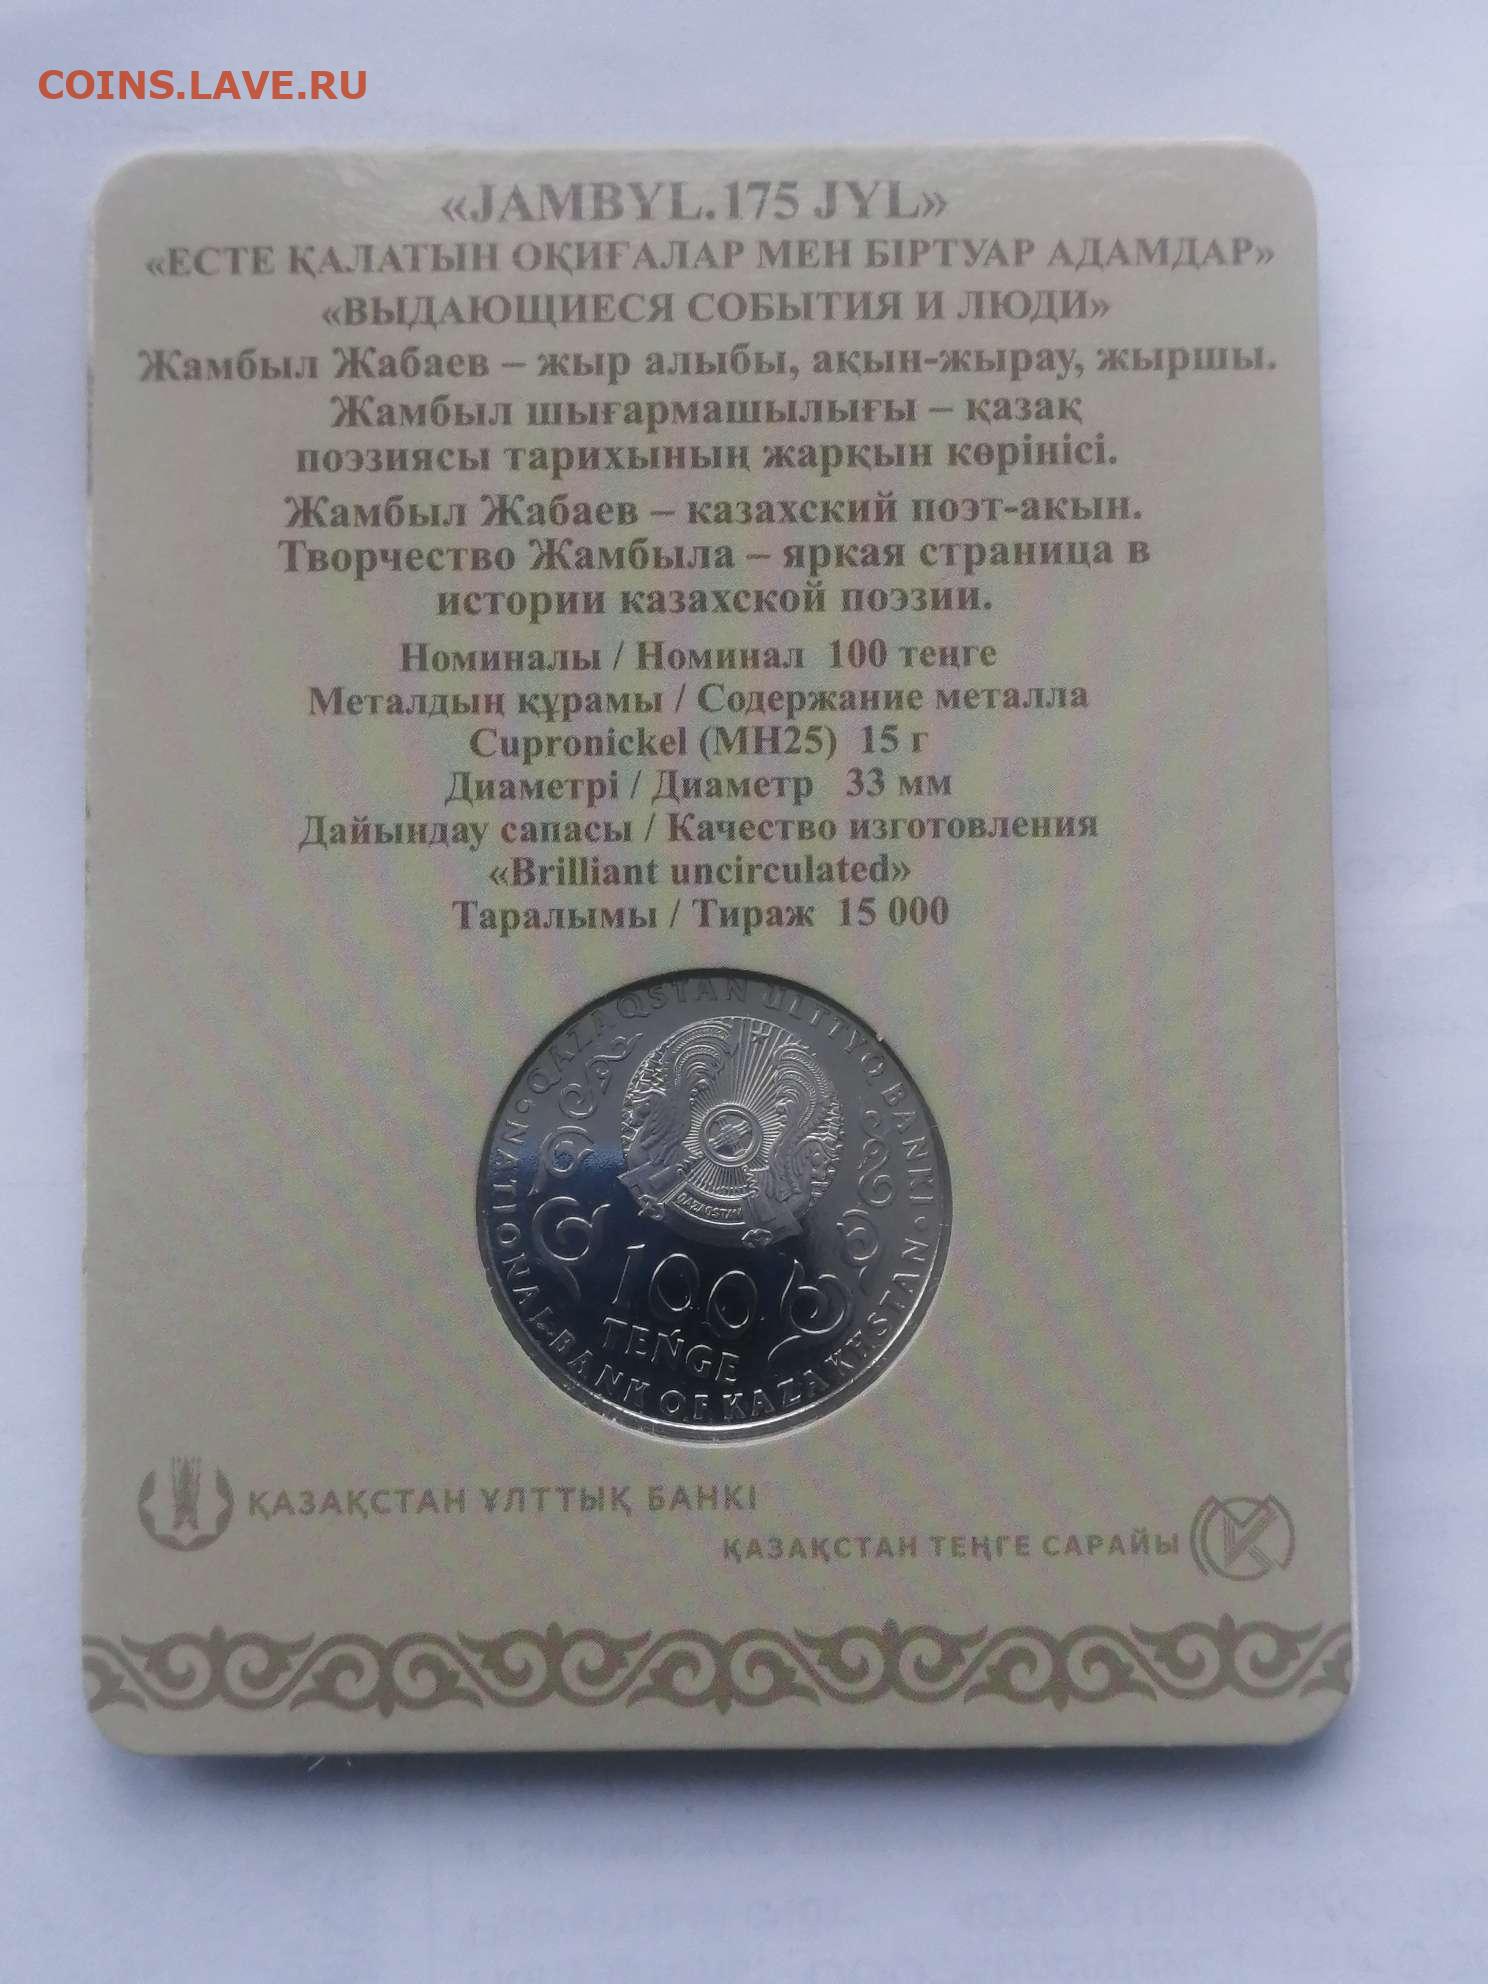 COINS.LAVE.RU
«JAMBYL.175 JYL»
«ЕСТЕ ҚАЛАТЫН ОҚИҒАЛАР МЕН БІРТУАР АДАМДАР»
«ВЫДАЮЩИЕСЯ СОБЫТИЯ И ЛЮДИ»
Жамбыл Жабаев – жыр алыбы, ақын-жырау, жыршы.
Жамбыл шығармашылығы – қазақ
поэзиясы тарихының жарқын көрінісі.
Жамбыл Жабаев – казахский поэт-акын.
Творчество Жамбыла – яркая страница в
истории казахской поэзии.
Номиналы / Номинал 100 теңге
Металдың құрамы / Содержание металла
Cupronickel (МН25) 15 г
Диаметрі / Диаметр 33 мм
Дайындау сапасы / Качество изготовления
«Brilliant uncirculated»
Таралымы / Тираж 15 000
QAZAQSTAN ULTTYQ BANKI
QAZAQSTAN
100
TEŃGE
NATIONAL BANK OF KAZAKHSTAN
ҚАЗАҚСТАН ҰЛТТЫҚ БАНКІ
ҚАЗАҚСТАН ТЕҢГЕ САРАЙЫ